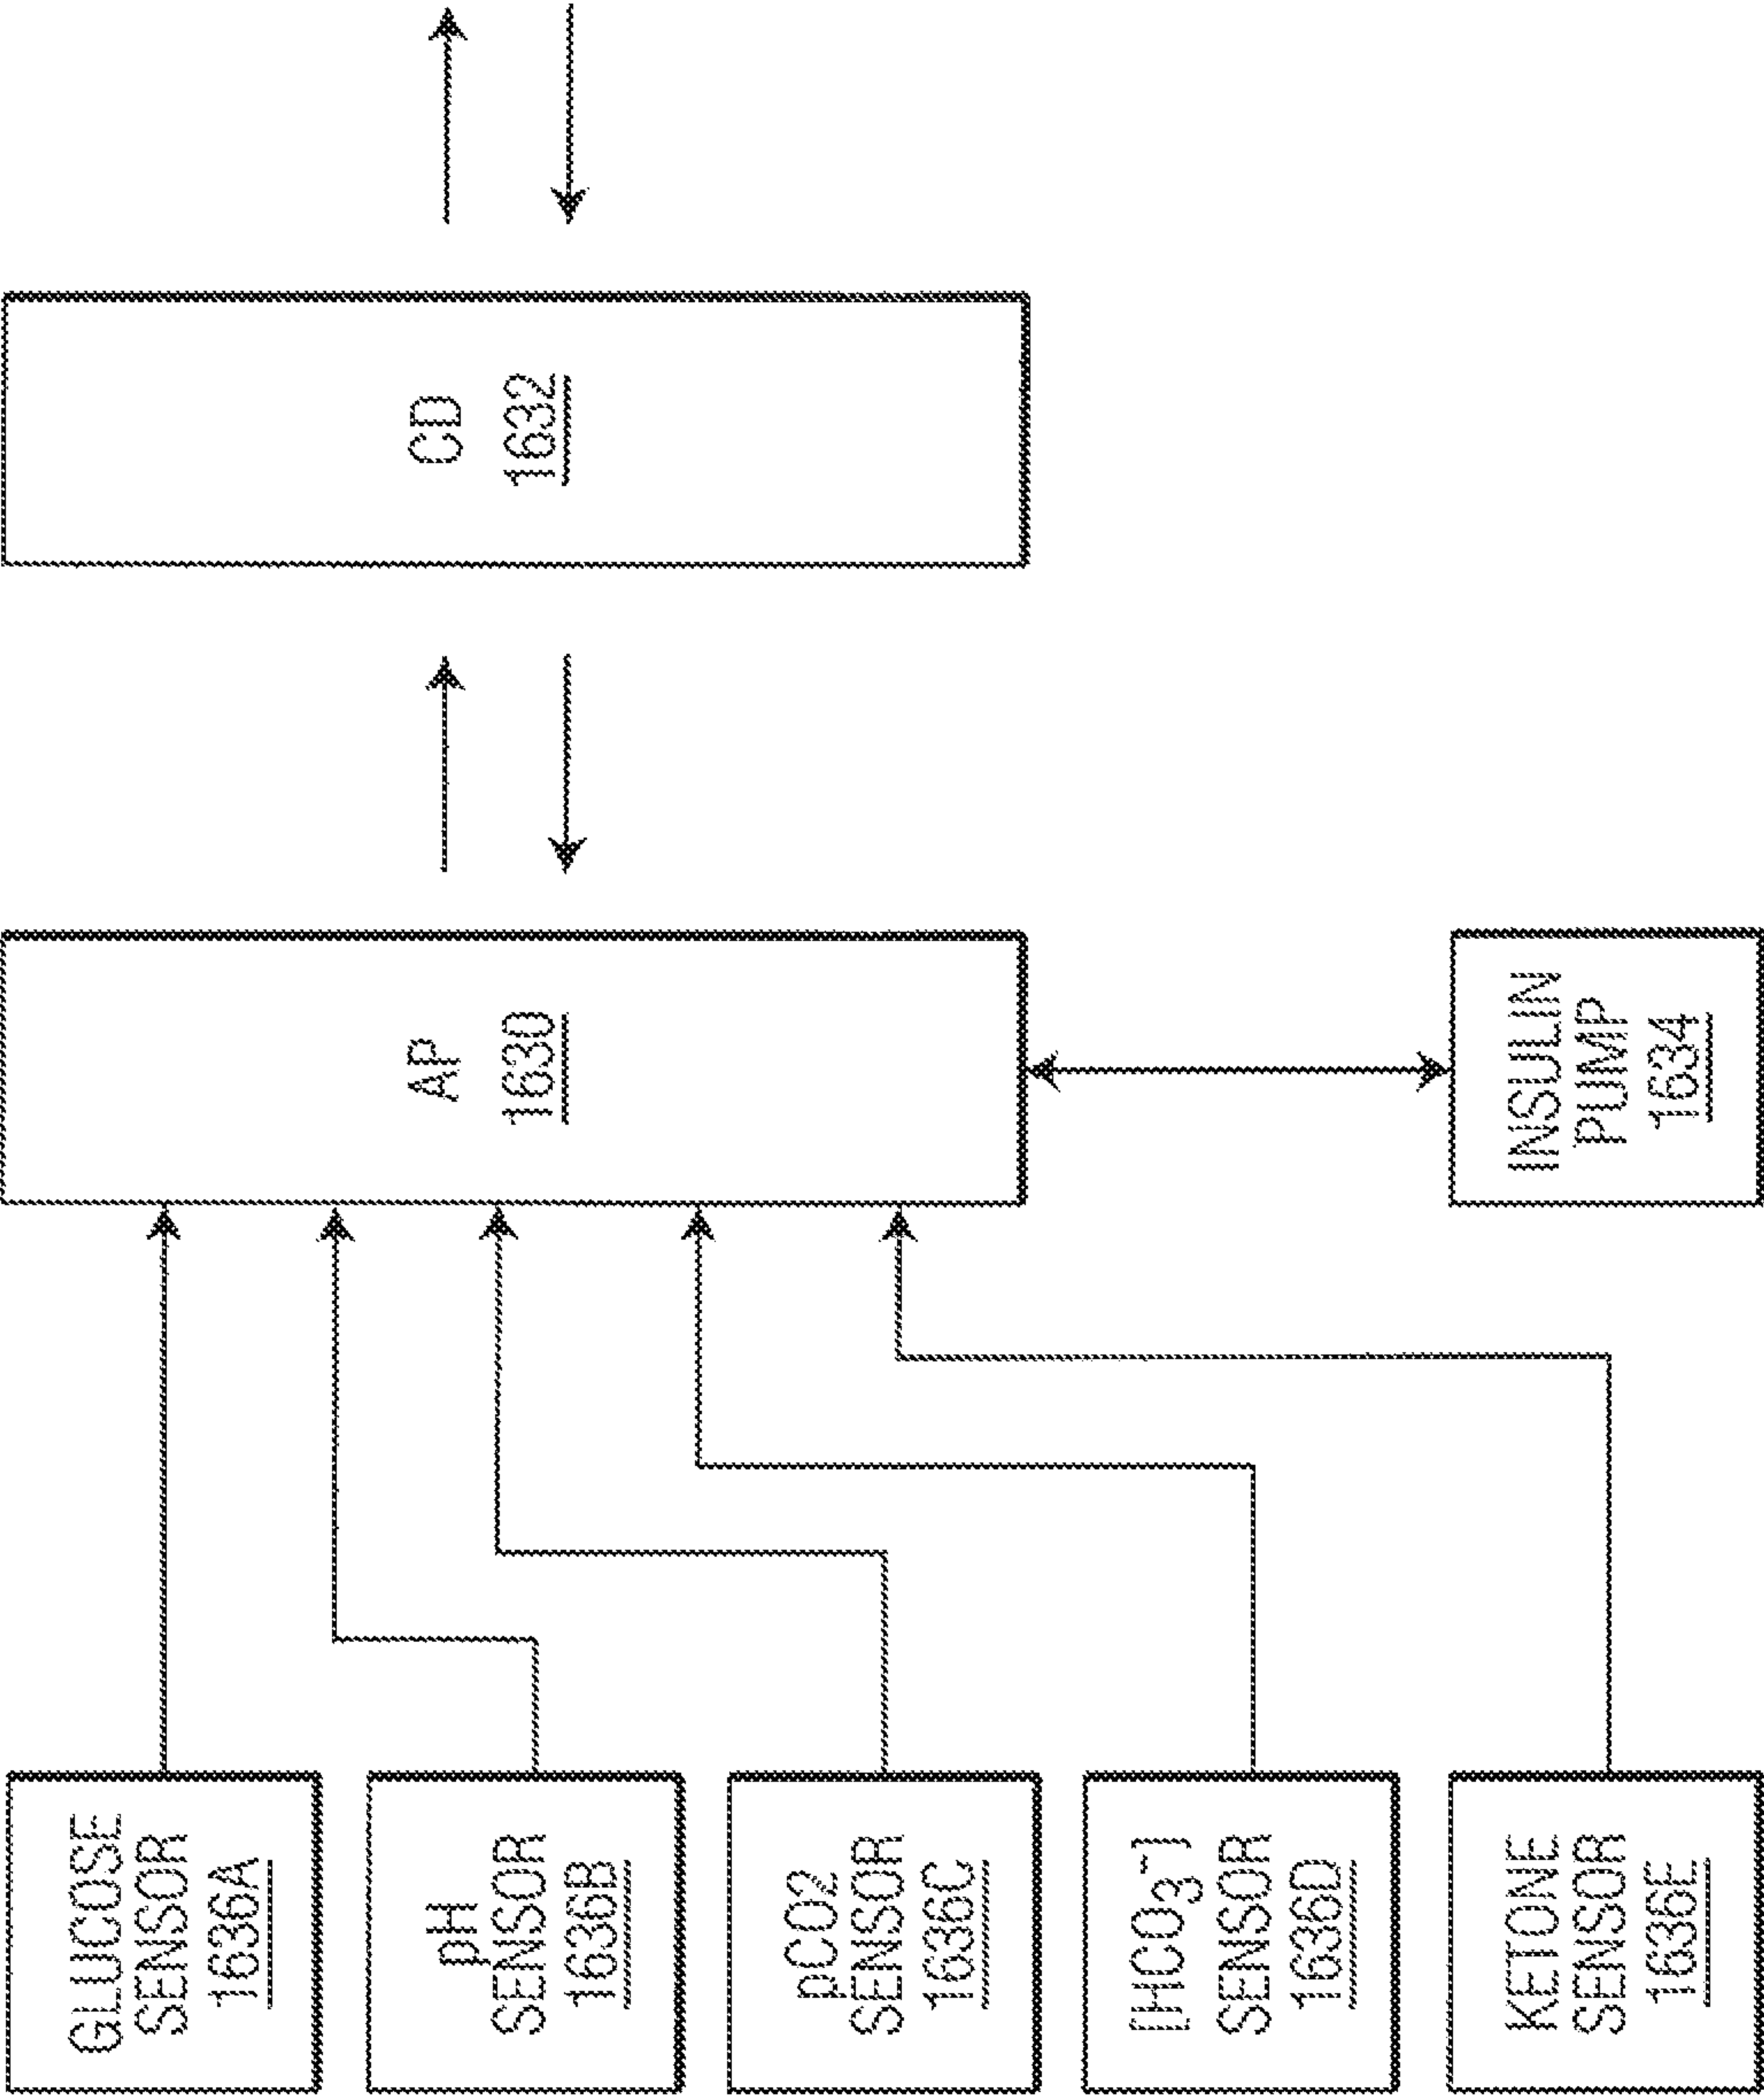 GLUCOSE
SENSOR
1636A
pH
SENSOR
1636B
pCO2
SENSOR
1636C
[HCO₃⁻]
SENSOR
1636D
KETONE
SENSOR
1636E
AP
1630
INSULIN
PUMP
1634
CD
1632